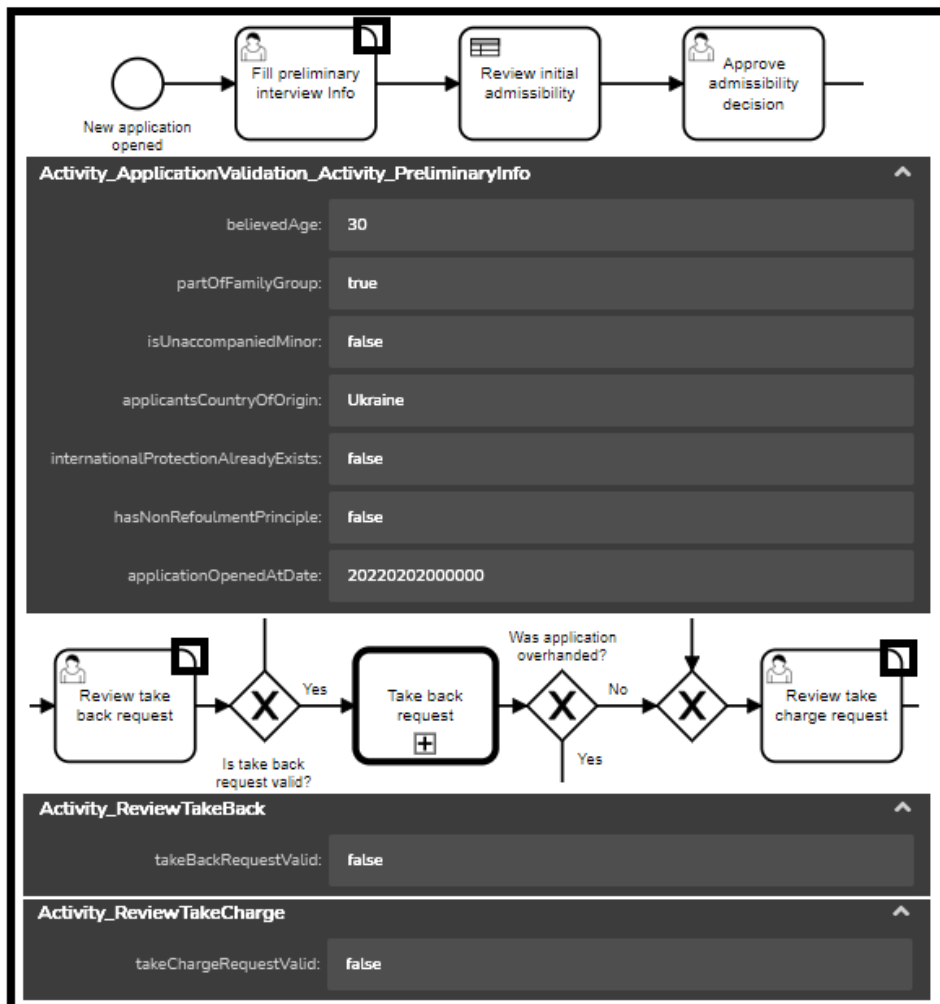 Fill preliminary
interview Info
Review initial
admissibility
Approve
admissibility
decision
New application
opened
Activity_ApplicationValidation_Activity_PreliminaryInfo
believedAge: 30
partOfFamilyGroup: true
isUnaccompaniedMinor: false
applicantsCountryOfOrigin: Ukraine
internationalProtectionAlreadyExists: false
hasNonRefoulmentPrinciple: false
applicationOpenedAtDate: 20220202000000
Review take
back request
Is take back
request valid?
Yes
Take back
request
Was application
overhanded?
No
Yes
Review take
charge request
Activity_ReviewTakeBack
takeBackRequestValid: false
Activity_ReviewTakeCharge
takeChargeRequestValid: false